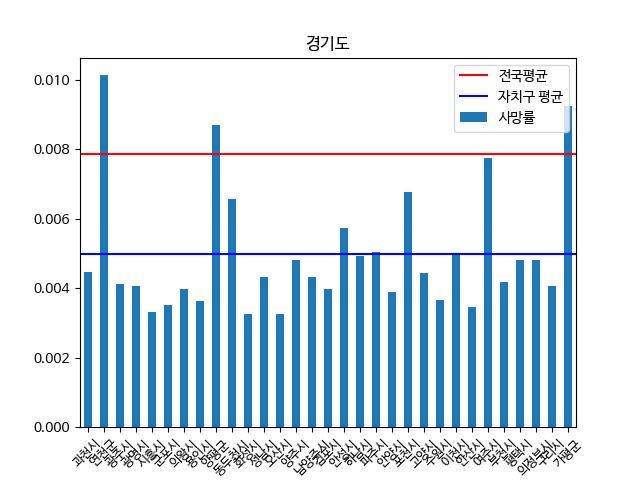 경기도
전국평균
자치구 평균
사망률
0.010
0.008
0.006
0.004
0.002
0.000
과천시
연천군
광주시
광명시
시흥시
군포시
의왕시
용인시
양평군
동두천시
화성시
성남시
오산시
양주시
남양주시
김포시
안성시
하남시
파주시
안양시
포천시
고양시
수원시
이천시
안산시
여주시
부천시
평택시
의정부시
구리시
가평군